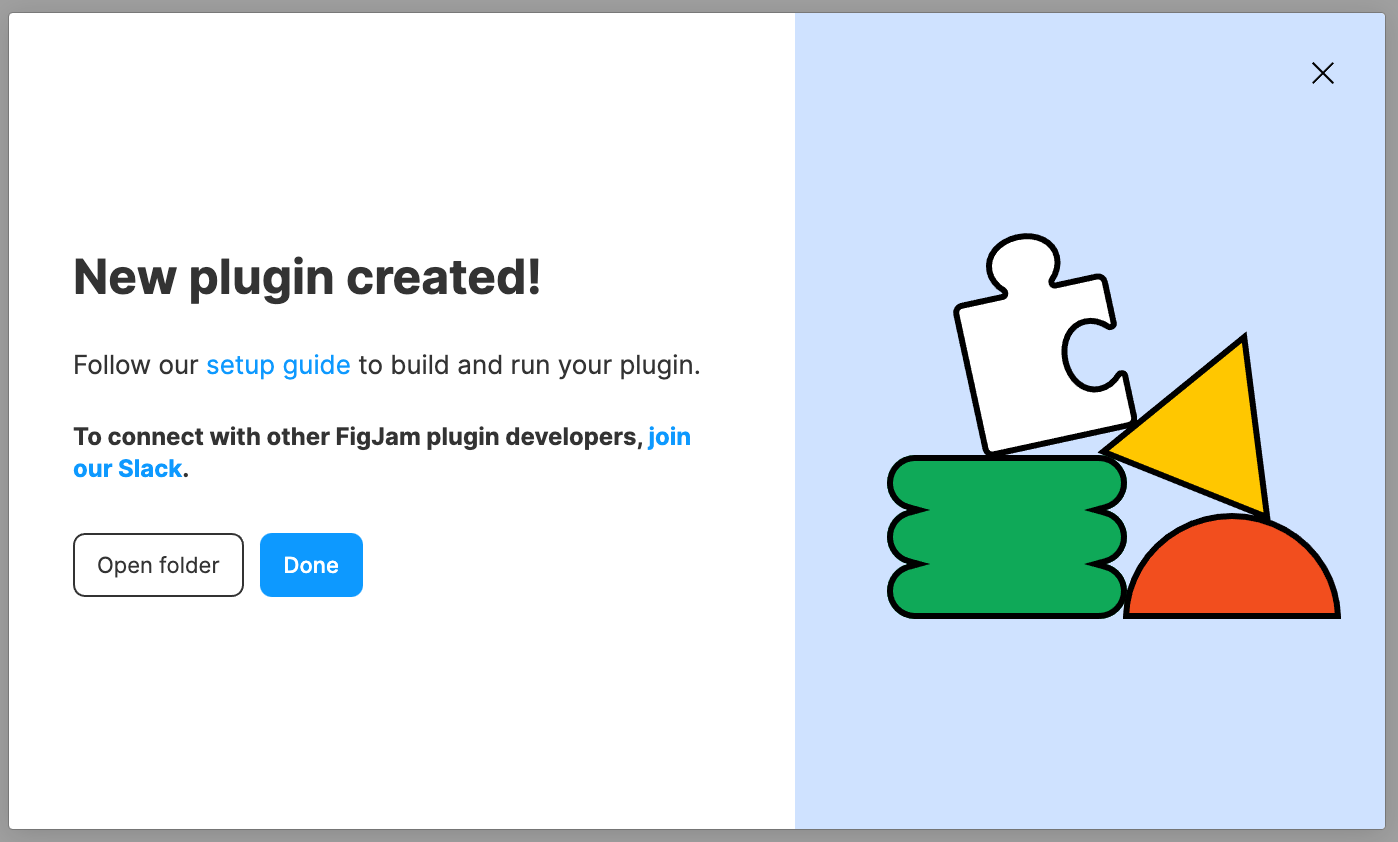 New plugin created!
Follow our setup guide to build and run your plugin.
To connect with other FigJam plugin developers, join
our Slack.
Open folder
Done